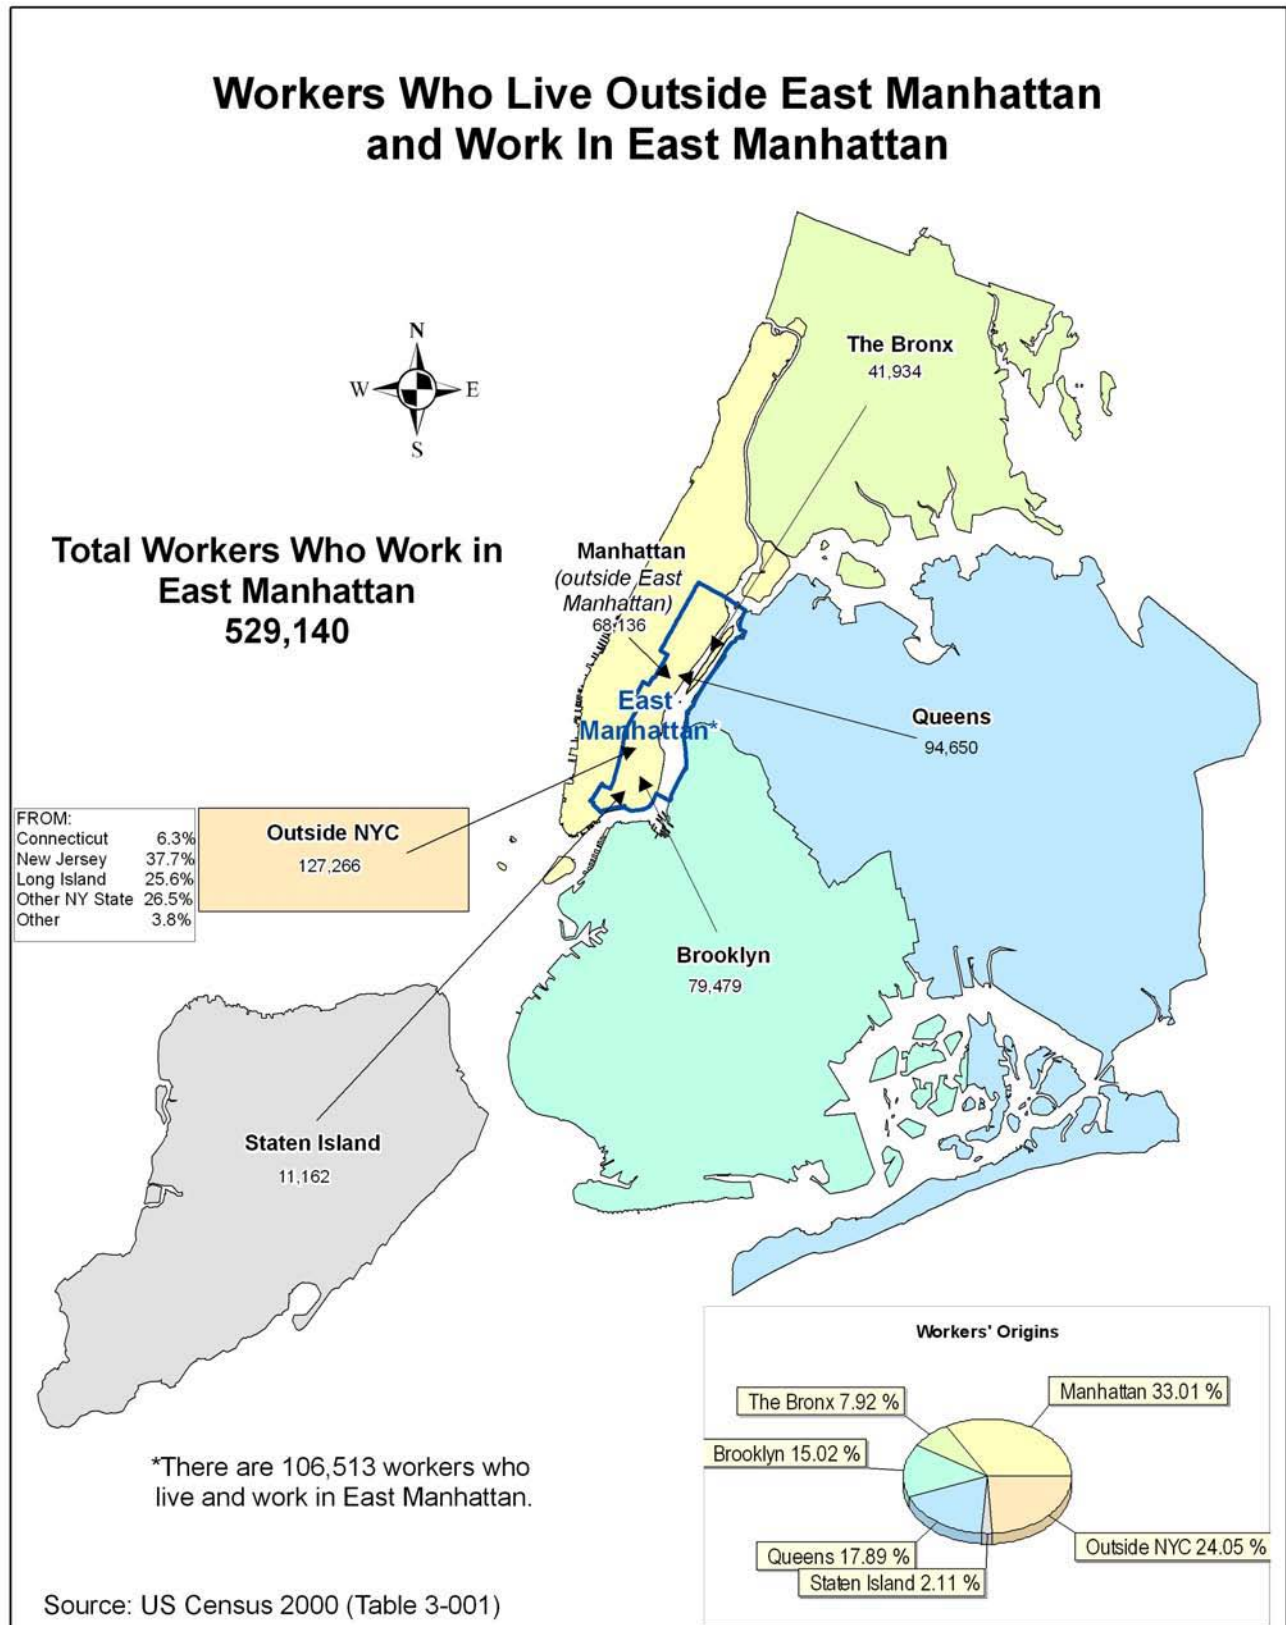 Workers Who Live Outside East Manhattan
and Work In East Manhattan
N
W
E
S
The Bronx
41,934
Total Workers Who Work in
East Manhattan
529,140
Manhattan
(outside East
Manhattan)
68,136
East
Manhattan*
Queens
94,650
FROM:
Connecticut 6.3%
New Jersey 37.7%
Long Island 25.6%
Other NY State 26.5%
Other 3.8%
Outside NYC
127,266
Brooklyn
79,479
Staten Island
11,162
Workers' Origins
Manhattan 33.01 %
The Bronx 7.92 %
Brooklyn 15.02 %
Outside NYC 24.05 %
Queens 17.89 %
Staten Island 2.11 %
*There are 106,513 workers who
live and work in East Manhattan.
Source: US Census 2000 (Table 3-001)